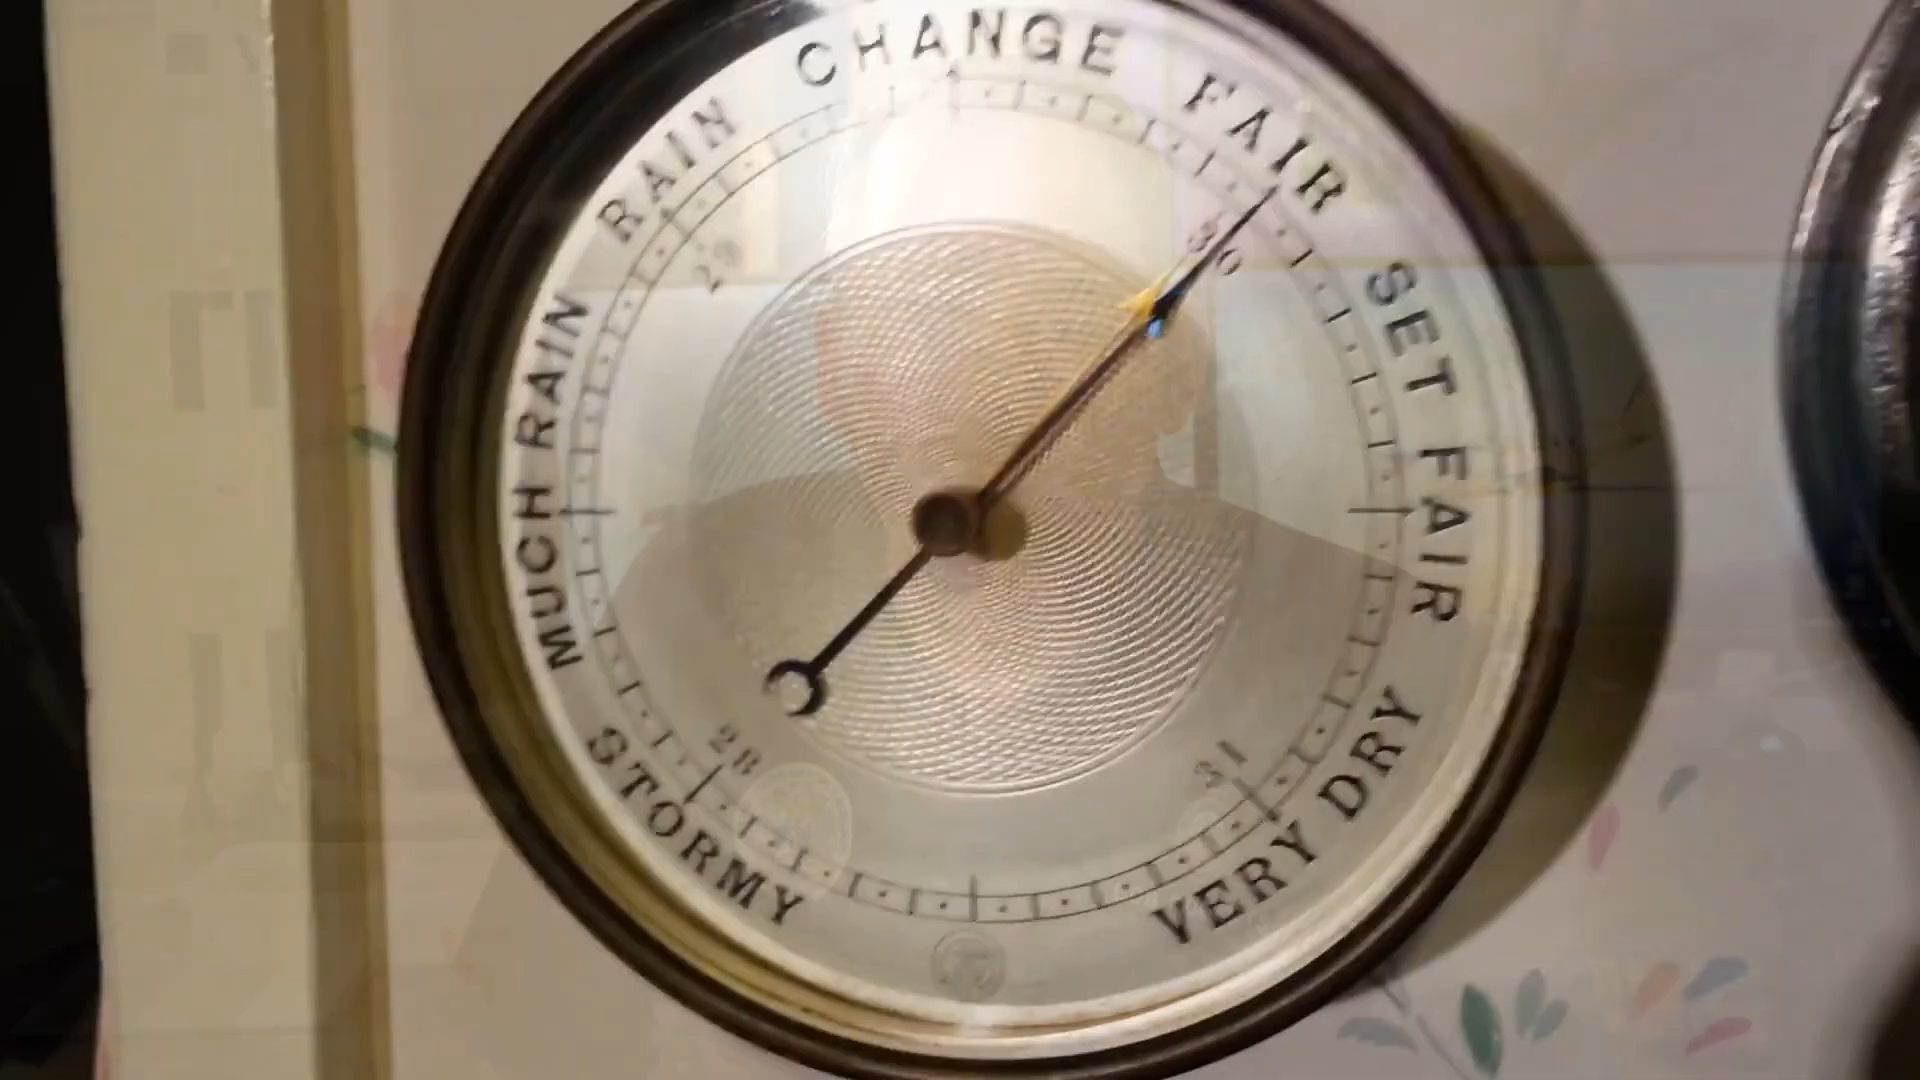 CHANGE
FAIR
RAIN
30
29
SET FAIR
MUCH RAIN
28
31
STORMY
VERY DRY